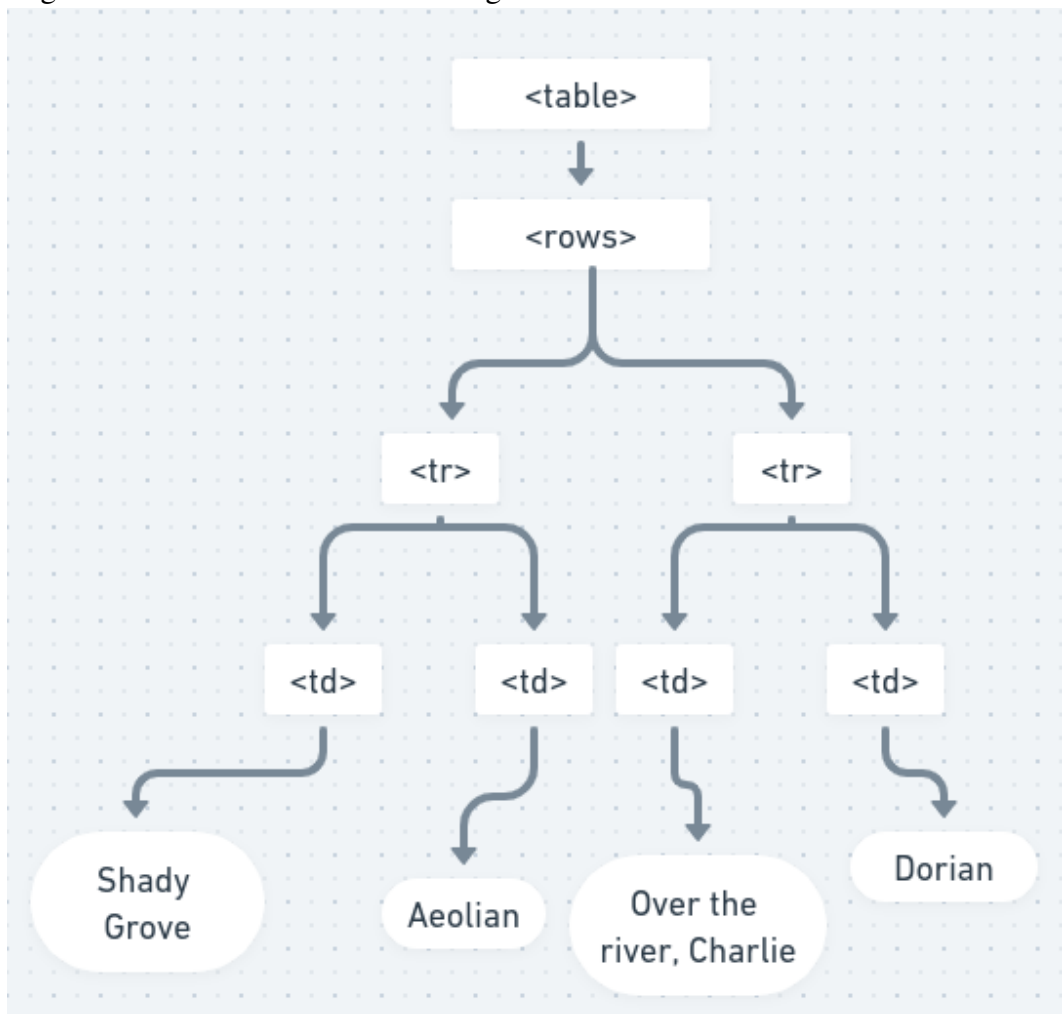 <table>
<rows>
<tr>
<tr>
<td>
<td>
<td>
<td>
Shady
Grove
Aeolian
Over the
river, Charlie
Dorian